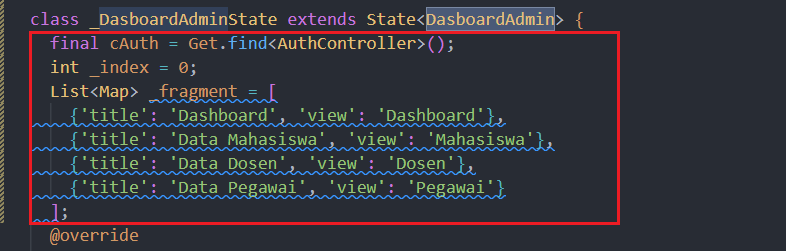 class _DasboardAdminState extends State<DasboardAdmin> {
final cAuth = Get.find<AuthController>();
int _index = 0;
List<Map> _fragment = [
{'title': 'Dashboard', 'view': 'Dashboard'},
{'title': 'Data Mahasiswa', 'view': 'Mahasiswa'},
{'title': 'Data Dosen', 'view': 'Dosen'},
{'title': 'Data Pegawai', 'view': 'Pegawai'}
];
@override